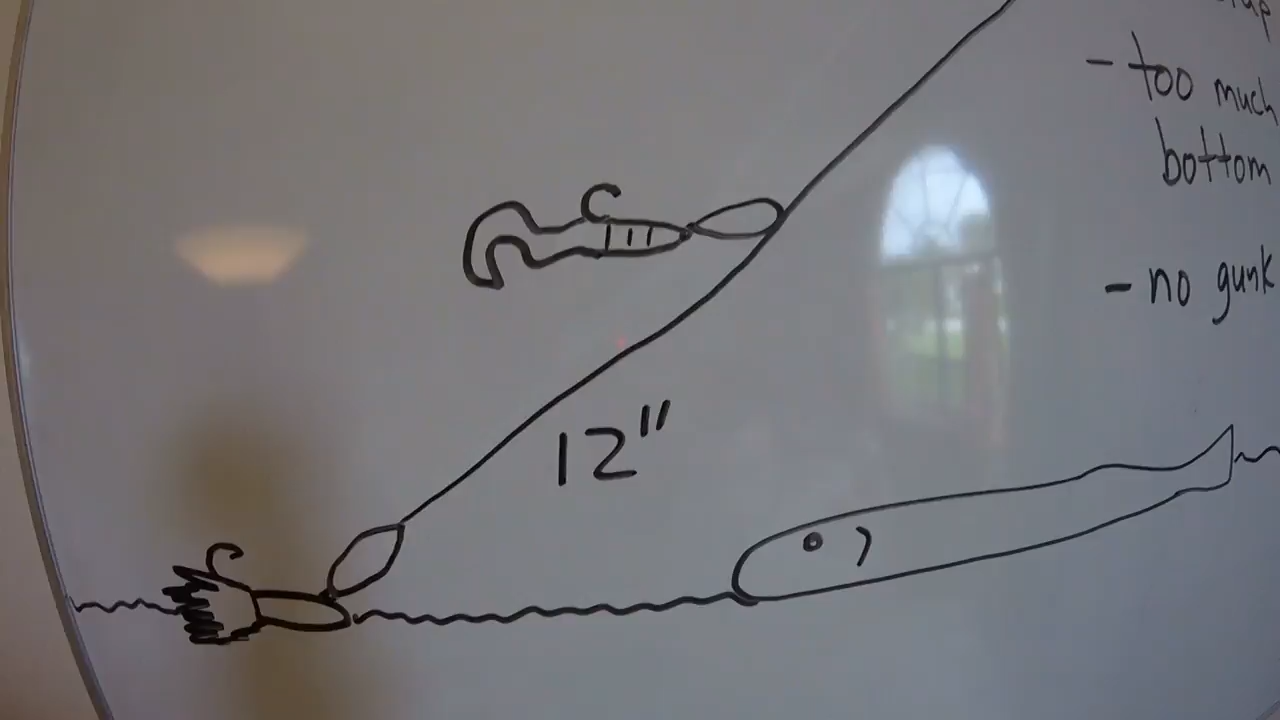 - too much
bottom
- no gunk
12"